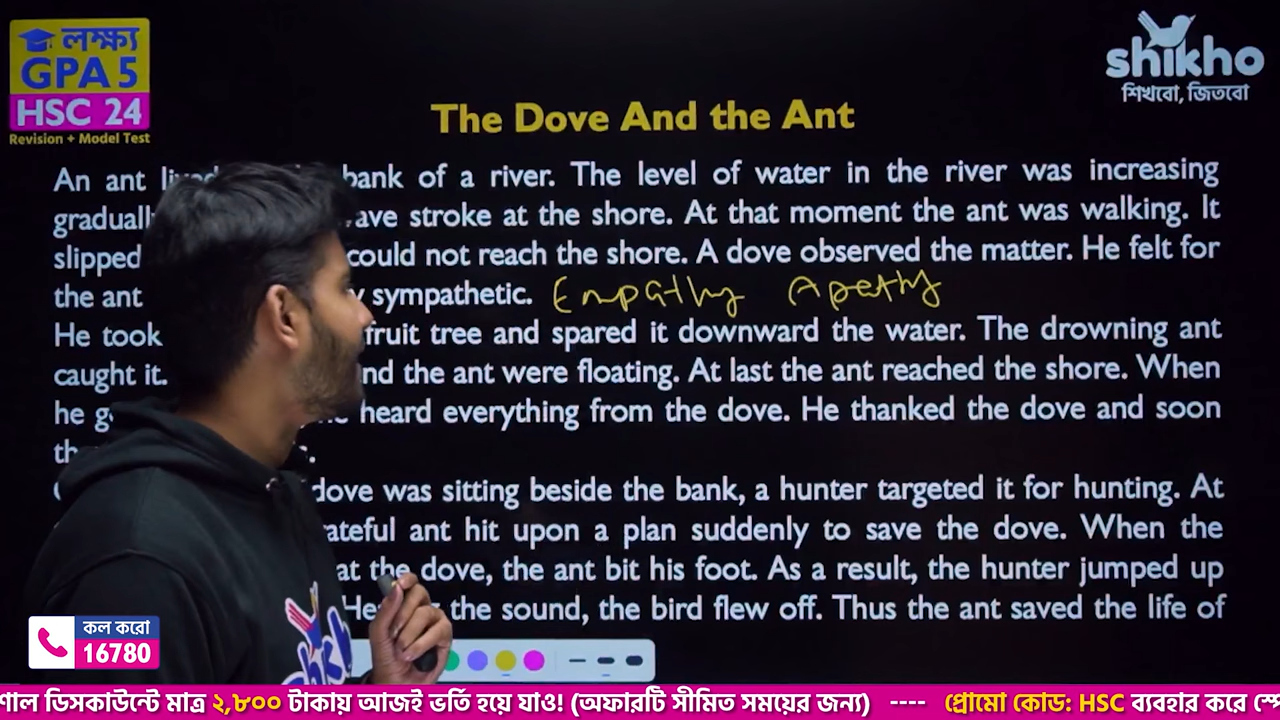 লক্ষ্য
GPA 5
HSC 24
Revision + Model Test
shikho
শিখবো, জিতবো
The Dove And the Ant
An ant bank of a river. The level of water in the river was increasing
stroke at the shore. At that moment the ant was walking. It
slipped could not reach the shore. A dove observed the matter. He felt for
the ant sympathetic. Empathy Apathy
He took fruit tree and spared it downward the water. The drowning ant
caught it. the ant were floating. At last the ant reached the shore. When
he heard everything from the dove. He thanked the dove and soon
dove was sitting beside the bank, a hunter targeted it for hunting. At
ant hit upon a plan suddenly to save the dove. When the
at the dove, the ant bit his foot. As a result, the hunter jumped up
the sound, the bird flew off. Thus the ant saved the life of
কল করো
16780
ডিসকাউন্টে মাত্র ২,৮০০ টাকায় আজই ভর্তি হয়ে যাও! (অফারটি সীমিত সময়ের জন্য) ---- প্রোমো কোড: HSC ব্যবহার করে